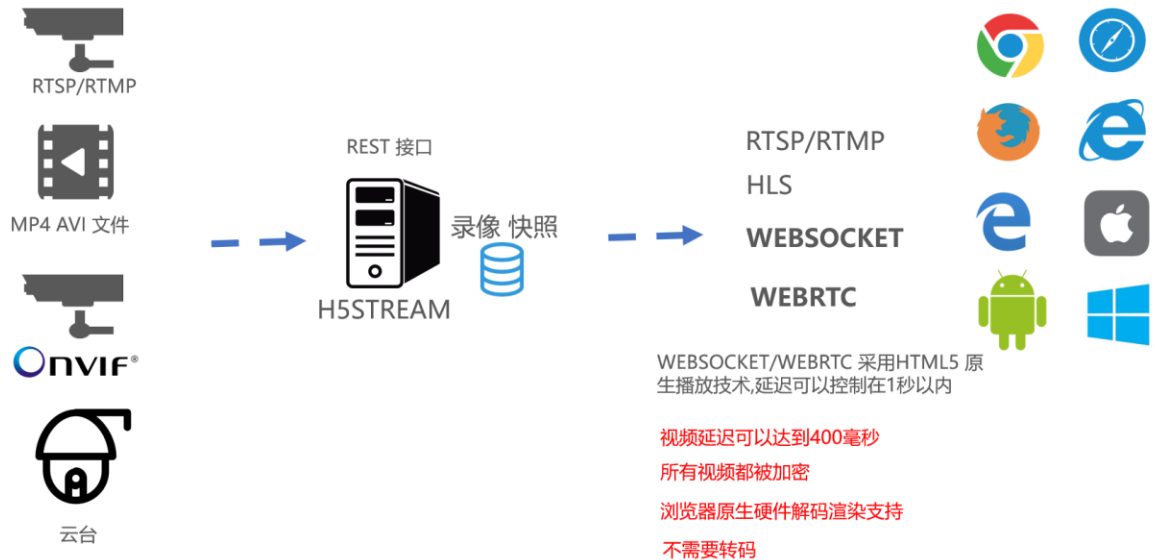 RTSP/RTMP
MP4 AVI 文件
ONVIF®
云台
REST 接口
录像 快照
H5STREAM
RTSP/RTMP
HLS
WEBSOCKET
WEBRTC
WEBSOCKET/WEBRTC 采用HTML5 原
生播放技术,延迟可以控制在1秒以内
视频延迟可以达到400毫秒
所有视频都被加密
浏览器原生硬件解码渲染支持
不需要转码